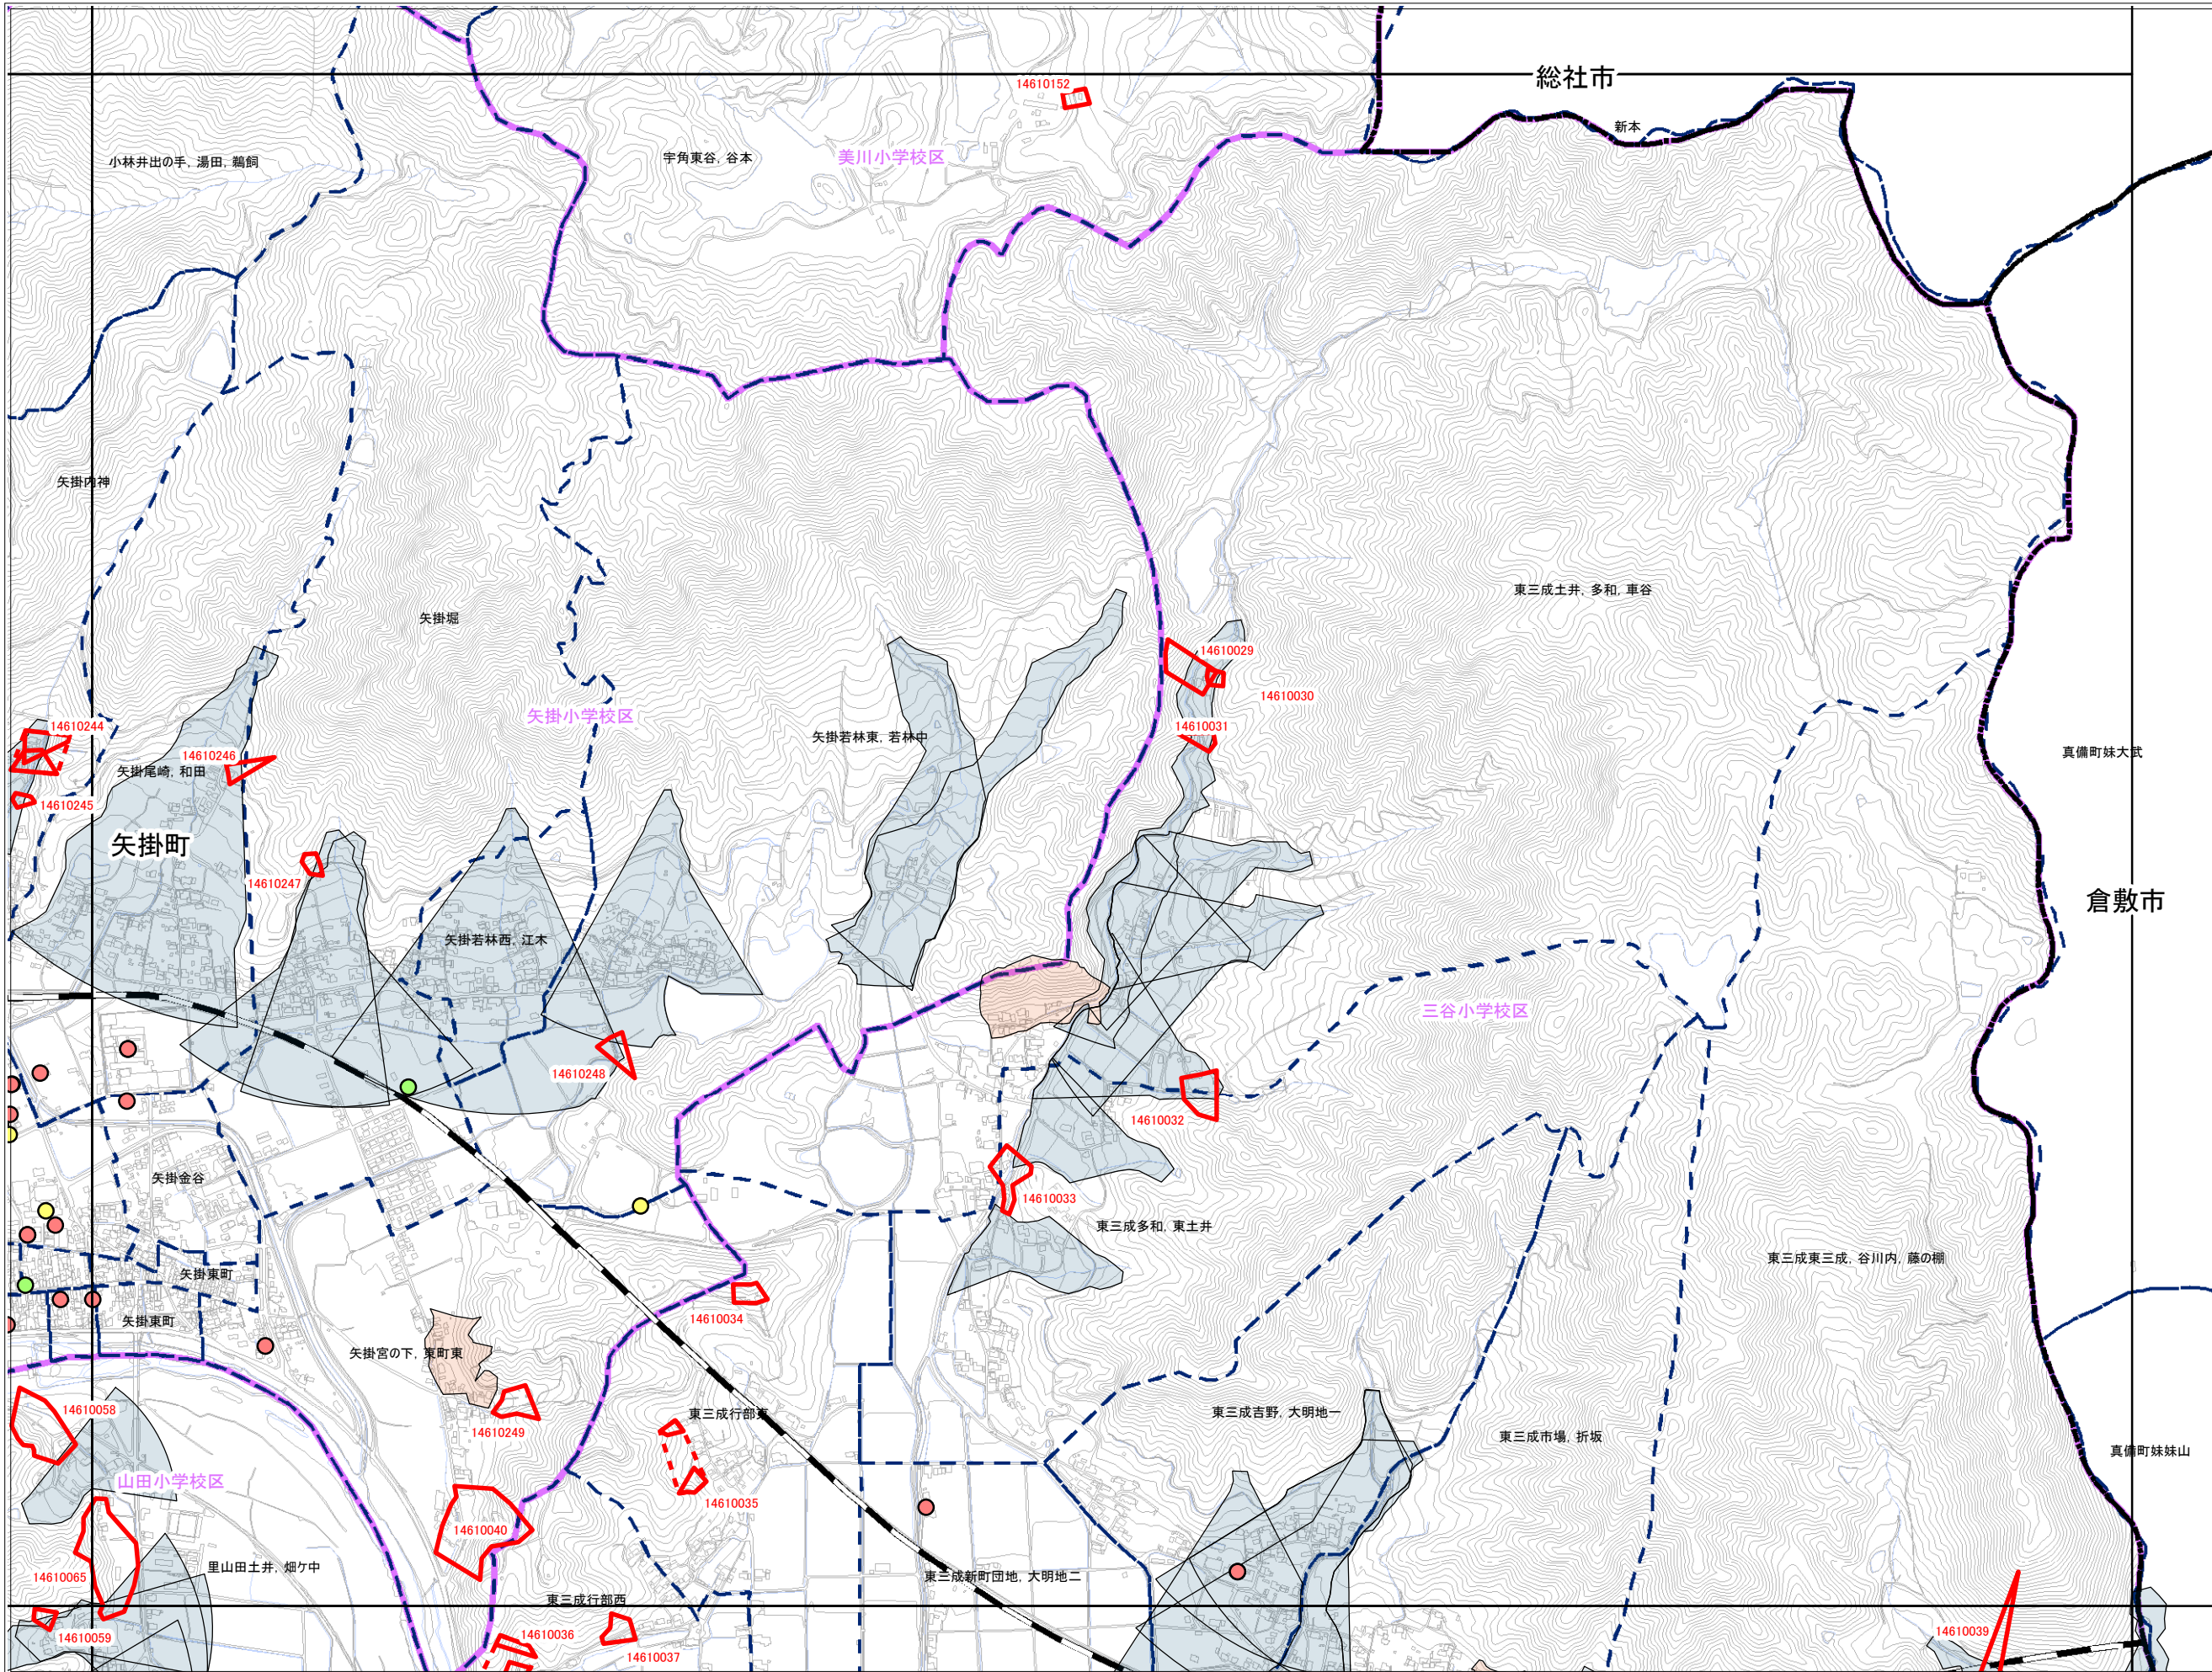 総社市
14610152
新本
美川小学校区
宇角東谷, 谷本
小林井出の手, 湯田, 鵜飼
矢掛内神
東三成土井, 多和, 車谷
矢掛堀
14610029
14610030
矢掛小学校区
14610031
14610244
矢掛若林東, 若林中
真備町妹大武
14610246
矢掛尾崎, 和田
14610245
矢掛町
14610247
倉敷市
矢掛若林西, 江木
三谷小学校区
14610248
14610032
矢掛金谷
14610033
東三成多和, 東土井
東三成東三成, 谷川内, 藤の棚
矢掛東町
14610034
矢掛東町
矢掛宮の下, 東町東
14610058
東三成行部東
東三成吉野, 大明地一
14610249
東三成市場, 折坂
真備町妹妹山
山田小学校区
14610035
14610040
里山田土井, 畑ケ中
14610065
東三成新町団地, 大明地二
東三成行部西
14610059
14610036
14610039
14610037